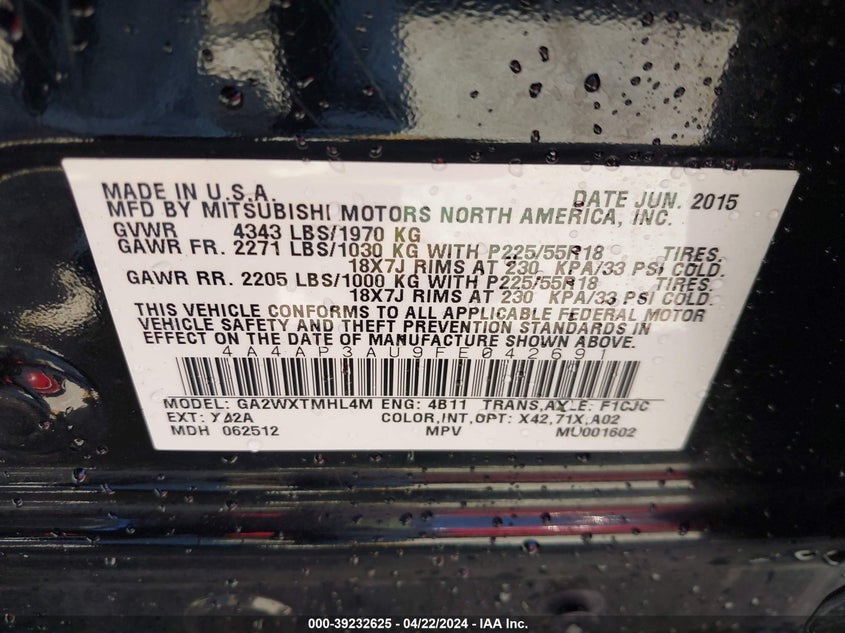 MADE IN U.S.A. DATE JUN. 2015
MFD BY MITSUBISHI MOTORS NORTH AMERICA, INC.
GVWR 4343 LBS/1970 KG
GAWR FR. 2271 LBS/1030 KG WITH P225/55R18 TIRES.
18X7J RIMS AT 230 KPA/33 PSI COLD.
GAWR RR. 2205 LBS/1000 KG WITH P225/55R18 TIRES.
18X7J RIMS AT 230 KPA/33 PSI COLD.
THIS VEHICLE CONFORMS TO ALL APPLICABLE FEDERAL MOTOR
VEHICLE SAFETY AND THEFT PREVENTION STANDARDS IN
EFFECT ON THE DATE OF MANUFACTURE SHOWN ABOVE.
4A4AP3AU9FE042691
MODEL: GA2WXTMHL4M ENG: 4B11 TRANS,AXLE: F1CJC
EXT: X42A COLOR,INT,OPT: X42,71X,A02
MDH 062512 MPV MU001602
000-39232625 - 04/22/2024 - IAA Inc.